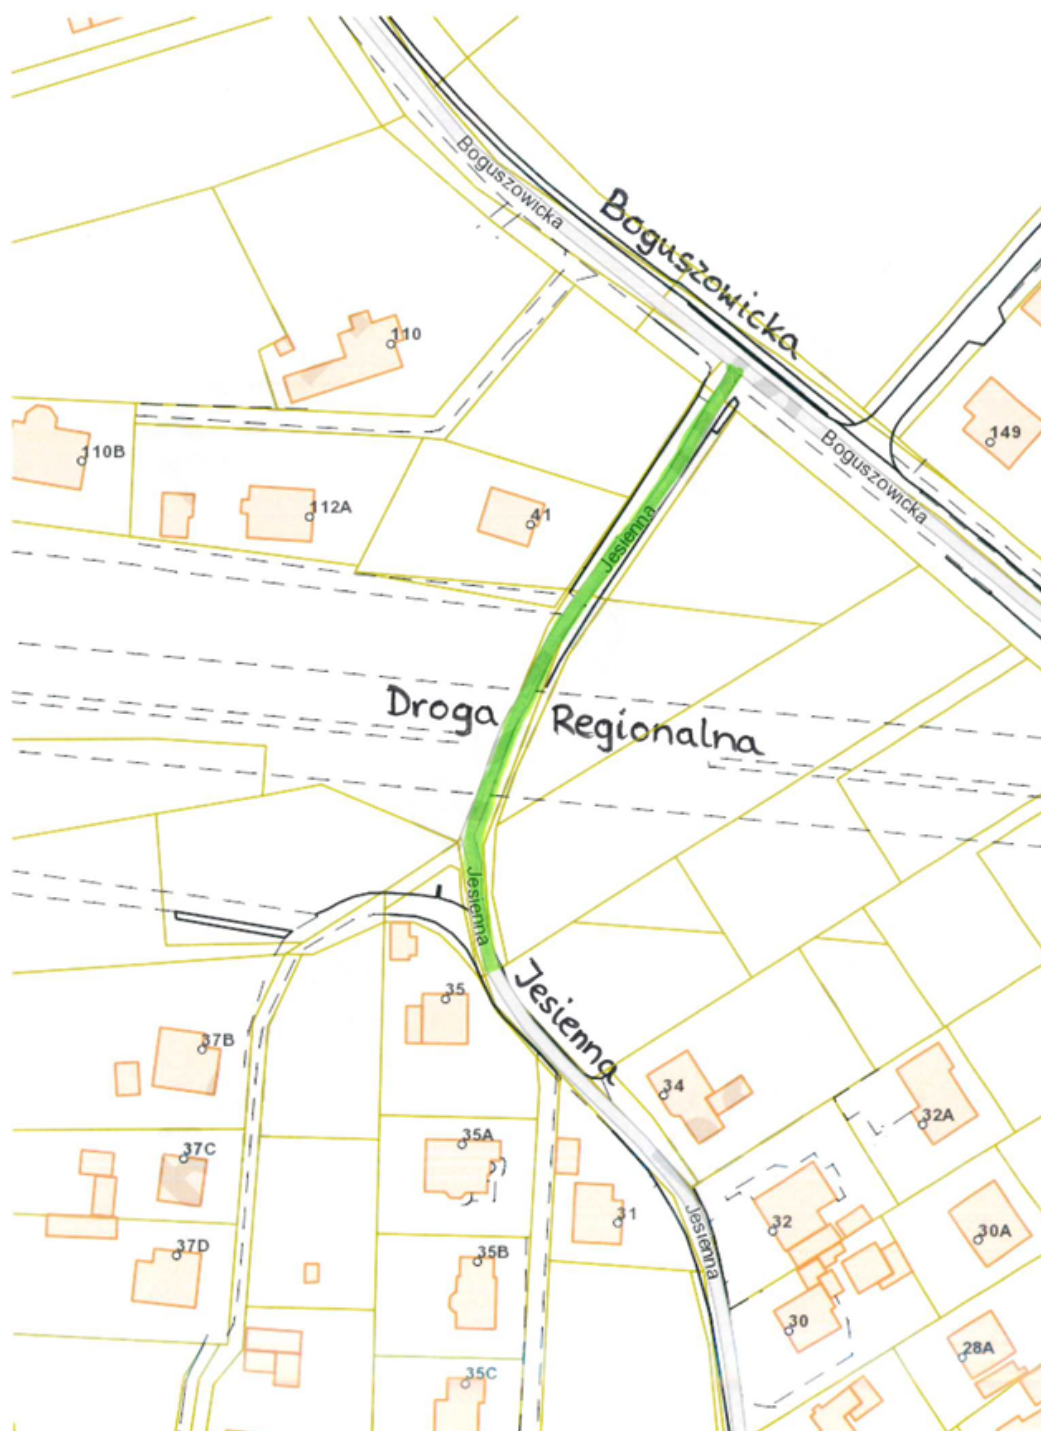 Boguszowicka
Boguszowicka
110
149
110B
Boguszowicka
112A
41
Jesienna
Droga Regionalna
Jesienna
Jesienna
35
37B
34
32A
35A
37C
31
32
30A
Jesienna
37D
35B
30
28A
35C